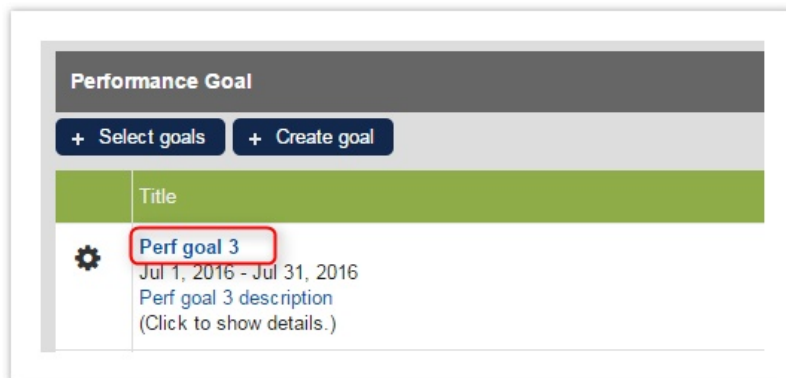 Performance Goal
+ Select goals + Create goal
Title
Perf goal 3
Jul 1, 2016 - Jul 31, 2016
Perf goal 3 description
(Click to show details.)